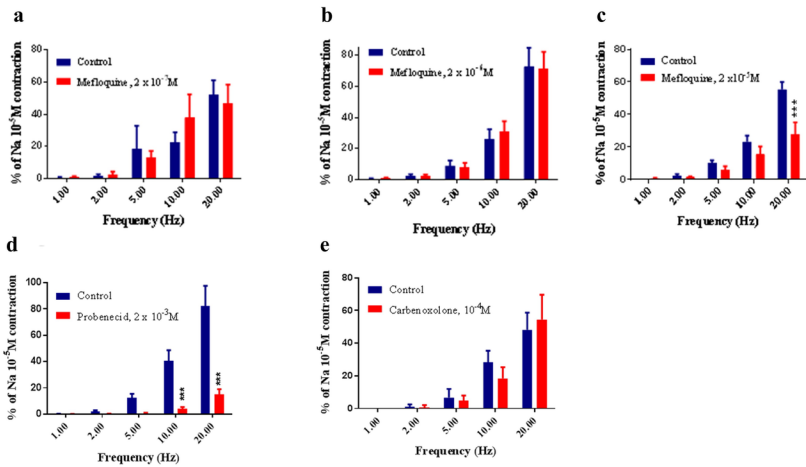 a
% of Na 10⁻⁵M contraction
80
60
40
20
0
Control
Mefloquine, 2 x 10⁻⁷M
1.00
2.00
5.00
10.00
20.00
Frequency (Hz)
b
% of Na 10⁻⁵M contraction
80
60
40
20
0
Control
Mefloquine, 2 x 10⁻⁶M
1.00
2.00
5.00
10.00
20.00
Frequency (Hz)
c
%o of Na 10⁻⁵M contraction
80
60
40
20
0
Control
Mefloquine, 2 x10⁻⁵M
***
1.00
2.00
5.00
10.00
20.00
Frequency (Hz)
d
% of Na 10⁻⁵M contraction
100
80
60
40
20
0
Control
Probenecid, 2 x 10⁻³M
***
***
1.00
2.00
5.00
10.00
20.00
Frequency (Hz)
e
% of Na 10⁻⁵M contraction
80
60
40
20
0
Control
Carbenoxolone, 10⁻⁴M
1.00
2.00
5.00
10.00
20.00
Frequency (Hz)